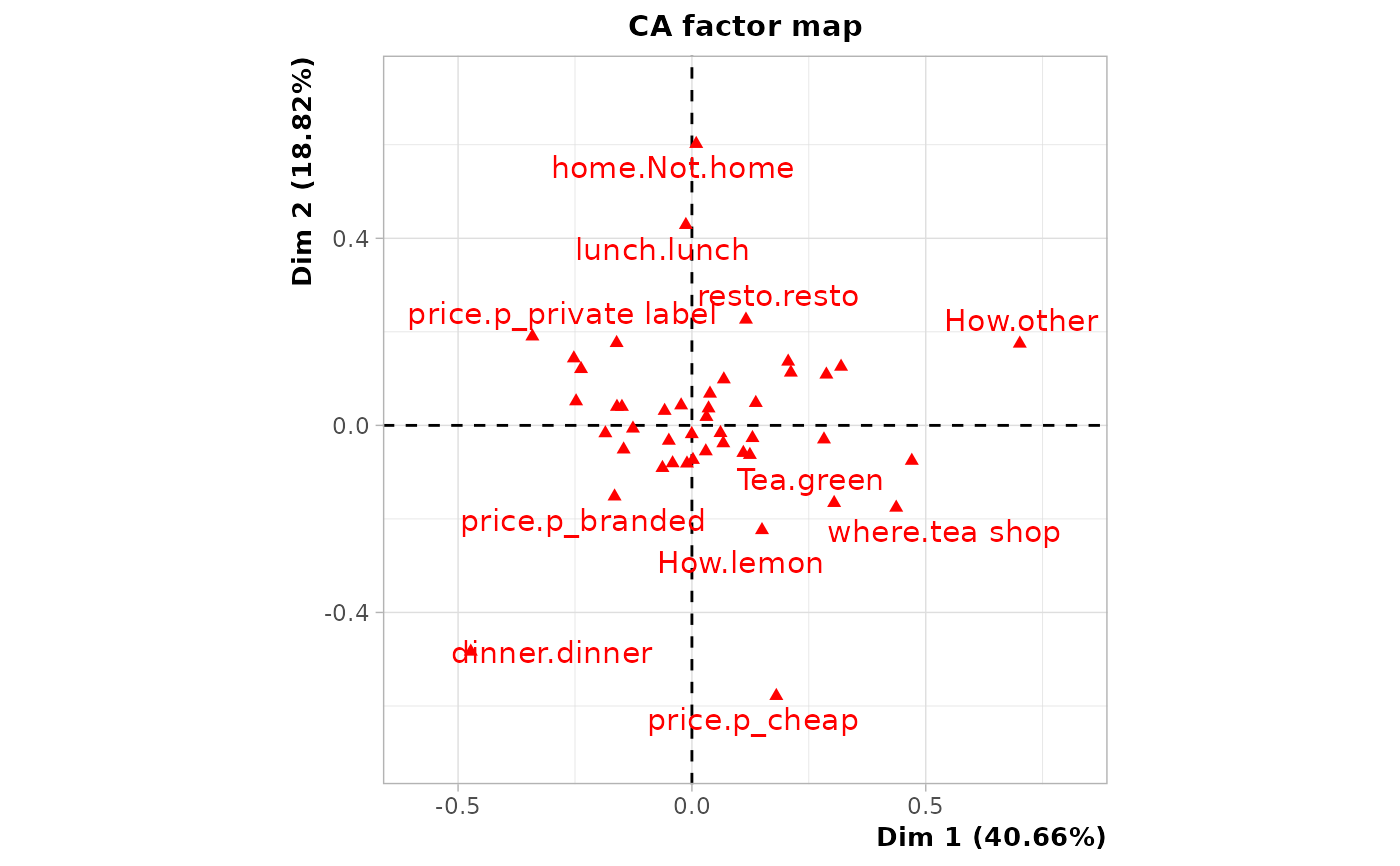 CA factor map
Dim 2 (18.82%)
home.Not.home
0.4
lunch.lunch
resto.resto
price.p_private label
How.other
0.0
Tea.green
price.p_branded
where.tea shop
How.lemon
-0.4
dinner.dinner
price.p_cheap
-0.5 0.0 0.5
Dim 1 (40.66%)